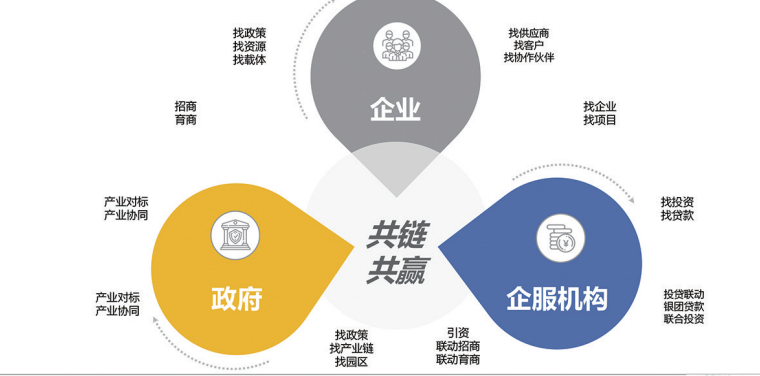 找政策
找资源
找载体
找供应商
找客户
找协作伙伴
企业
招商
育商
找企业
找项目
产业对标
产业协同
找投资
找贷款
共链
共赢
政府
企服机构
产业对标
产业协同
投贷联动
银团贷款
联合投资
找政策
找产业链
找园区
引资
联动招商
联动育商